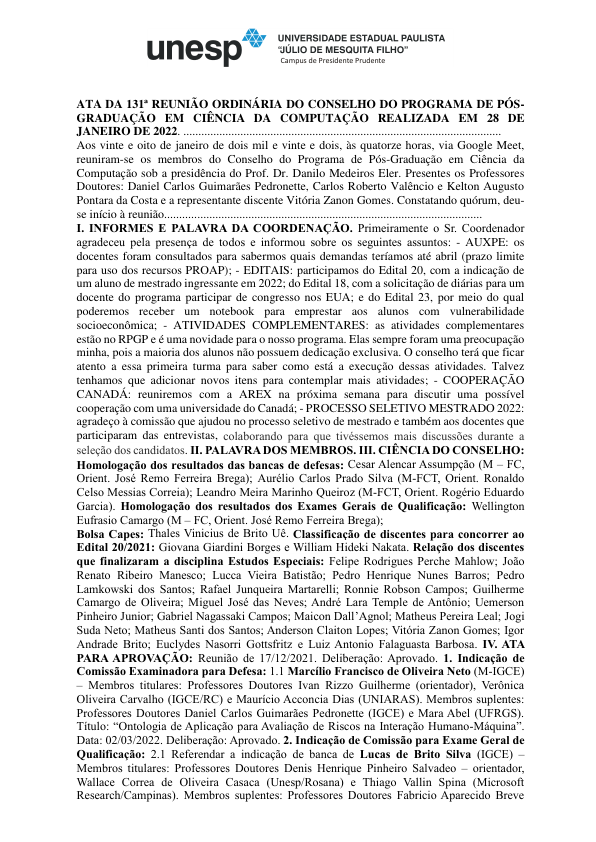 unesp
UNIVERSIDADE ESTADUAL PAULISTA
"JÚLIO DE MESQUITA FILHO"
Campus de Presidente Prudente
ATA DA 131ª REUNIÃO ORDINÁRIA DO CONSELHO DO PROGRAMA DE PÓS-
GRADUAÇÃO EM CIÊNCIA DA COMPUTAÇÃO REALIZADA EM 28 DE
JANEIRO DE 2022. ..........................................................................................................
Aos vinte e oito de janeiro de dois mil e vinte e dois, às quatorze horas, via Google Meet,
reuniram-se os membros do Conselho do Programa de Pós-Graduação em Ciência da
Computação sob a presidência do Prof. Dr. Danilo Medeiros Eler. Presentes os Professores
Doutores: Daniel Carlos Guimarães Pedronette, Carlos Roberto Valêncio e Kelton Augusto
Pontara da Costa e a representante discente Vitória Zanon Gomes. Constatando quórum, deu-
se início à reunião..........................................................................................................
I. INFORMES E PALAVRA DA COORDENAÇÃO. Primeiramente o Sr. Coordenador
agradeceu pela presença de todos e informou sobre os seguintes assuntos: - AUXPE: os
docentes foram consultados para sabermos quais demandas teríamos até abril (prazo limite
para uso dos recursos PROAP); - EDITAIS: participamos do Edital 20, com a indicação de
um aluno de mestrado ingressante em 2022; do Edital 18, com a solicitação de diárias para um
docente do programa participar de congresso nos EUA; e do Edital 23, por meio do qual
poderemos receber um notebook para emprestar aos alunos com vulnerabilidade
socioeconômica; - ATIVIDADES COMPLEMENTARES: as atividades complementares
estão no RPGP e é uma novidade para o nosso programa. Elas sempre foram uma preocupação
minha, pois a maioria dos alunos não possuem dedicação exclusiva. O conselho terá que ficar
atento a essa primeira turma para saber como está a execução dessas atividades. Talvez
tenhamos que adicionar novos itens para contemplar mais atividades; - COOPERAÇÃO
CANADÁ: reuniremos com a AREX na próxima semana para discutir uma possível
cooperação com uma universidade do Canadá; - PROCESSO SELETIVO MESTRADO 2022:
agradeço à comissão que ajudou no processo seletivo de mestrado e também aos docentes que
participaram das entrevistas, colaborando para que tivéssemos mais discussões durante a
seleção dos candidatos. II. PALAVRA DOS MEMBROS. III. CIÊNCIA DO CONSELHO:
Homologação dos resultados das bancas de defesas: Cesar Alencar Assumpção (M – FC,
Orient. José Remo Ferreira Brega); Aurélio Carlos Prado Silva (M-FCT, Orient. Ronaldo
Celso Messias Correia); Leandro Meira Marinho Queiroz (M-FCT, Orient. Rogério Eduardo
Garcia). Homologação dos resultados dos Exames Gerais de Qualificação: Wellington
Eufrasio Camargo (M – FC, Orient. José Remo Ferreira Brega);
Bolsa Capes: Thales Vinicius de Brito Uê. Classificação de discentes para concorrer ao
Edital 20/2021: Giovana Giardini Borges e William Hideki Nakata. Relação dos discentes
que finalizaram a disciplina Estudos Especiais: Felipe Rodrigues Perche Mahlow; João
Renato Ribeiro Manesco; Lucca Vieira Batistão; Pedro Henrique Nunes Barros; Pedro
Lamkowski dos Santos; Rafael Junqueira Martarelli; Ronnie Robson Campos; Guilherme
Camargo de Oliveira; Miguel José das Neves; André Lara Temple de Antônio; Uemerson
Pinheiro Junior; Gabriel Nagassaki Campos; Maicon Dall'Agnol; Matheus Pereira Leal; Jogi
Suda Neto; Matheus Santi dos Santos; Anderson Claiton Lopes; Vitória Zanon Gomes; Igor
Andrade Brito; Euclydes Nasorri Gottsfritz e Luiz Antonio Falaguasta Barbosa. IV. ATA
PARA APROVAÇÃO: Reunião de 17/12/2021. Deliberação: Aprovado. 1. Indicação de
Comissão Examinadora para Defesa: 1.1 Marcílio Francisco de Oliveira Neto (M-IGCE)
– Membros titulares: Professores Doutores Ivan Rizzo Guilherme (orientador), Verônica
Oliveira Carvalho (IGCE/RC) e Maurício Acconcia Dias (UNIARAS). Membros suplentes:
Professores Doutores Daniel Carlos Guimarães Pedronette (IGCE) e Mara Abel (UFRGS).
Título: “Ontologia de Aplicação para Avaliação de Riscos na Interação Humano-Máquina”.
Data: 02/03/2022. Deliberação: Aprovado. 2. Indicação de Comissão para Exame Geral de
Qualificação: 2.1 Referendar a indicação de banca de Lucas de Brito Silva (IGCE) –
Membros titulares: Professores Doutores Denis Henrique Pinheiro Salvadeo – orientador,
Wallace Correa de Oliveira Casaca (Unesp/Rosana) e Thiago Vallin Spina (Microsoft
Research/Campinas). Membros suplentes: Professores Doutores Fabricio Aparecido Breve